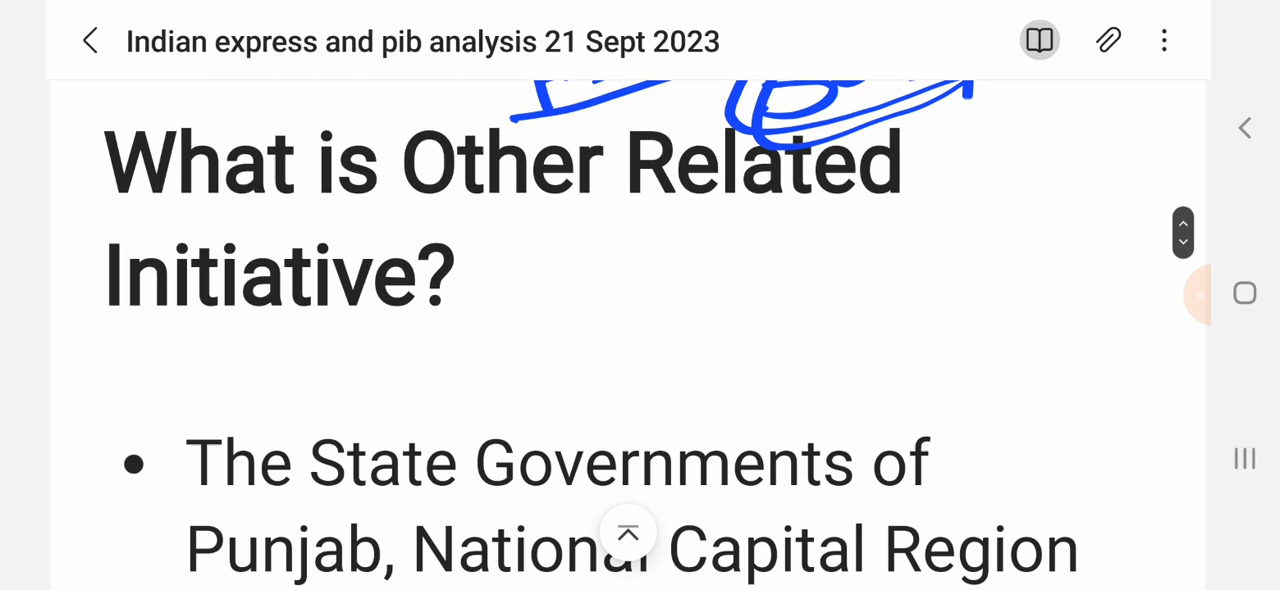 Indian express and pib analysis 21 Sept 2023
What is Other Related
Initiative?
• The State Governments of
Punjab, National Capital Region